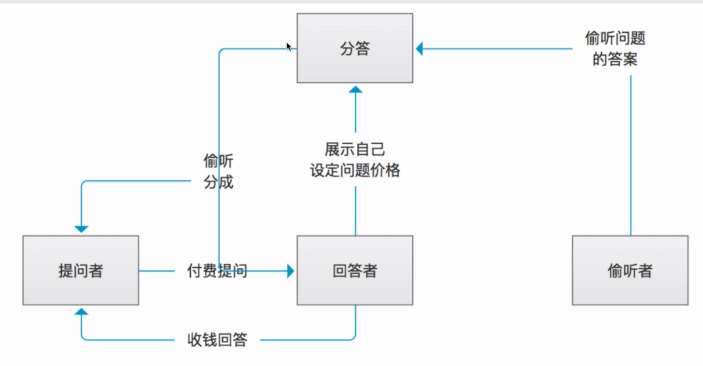 分答
偷听问题
的答案
展示自己
设定问题价格
偷听
分成
提问者
付费提问
回答者
偷听者
收钱回答